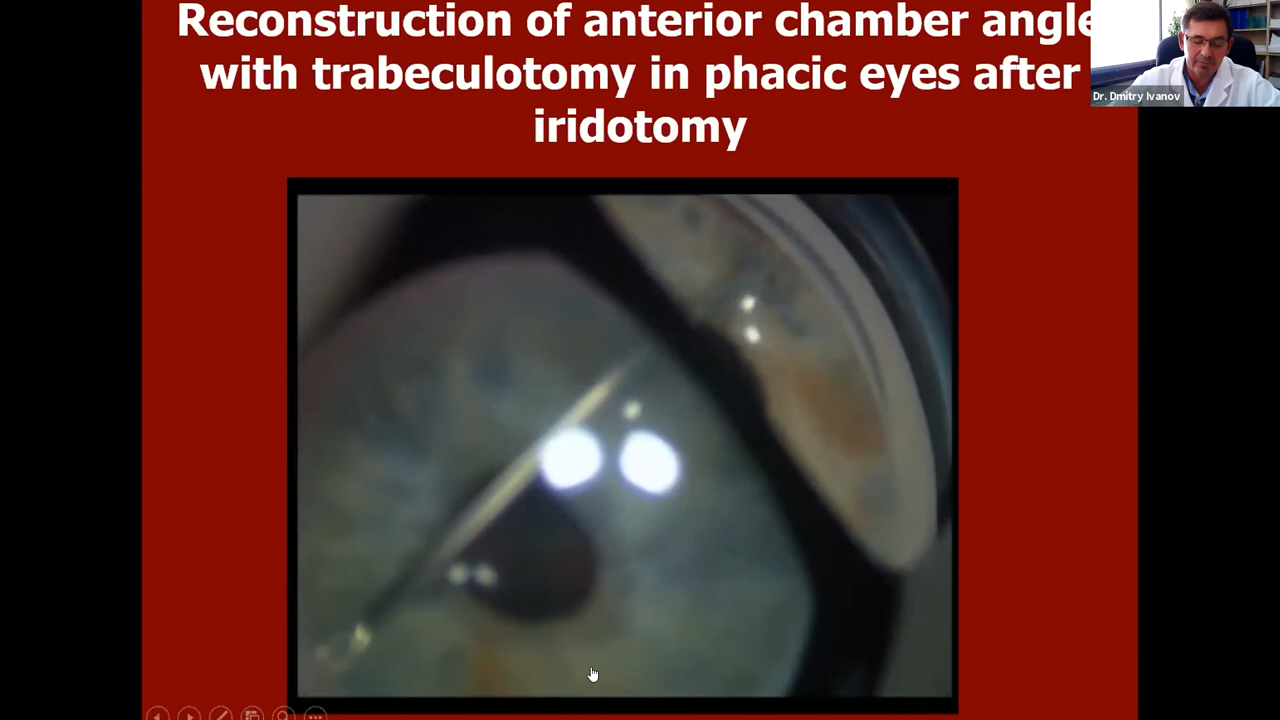 Reconstruction of anterior chamber angle
with trabeculotomy in phacic eyes after
iridotomy
Dr. Dmitry Ivanov